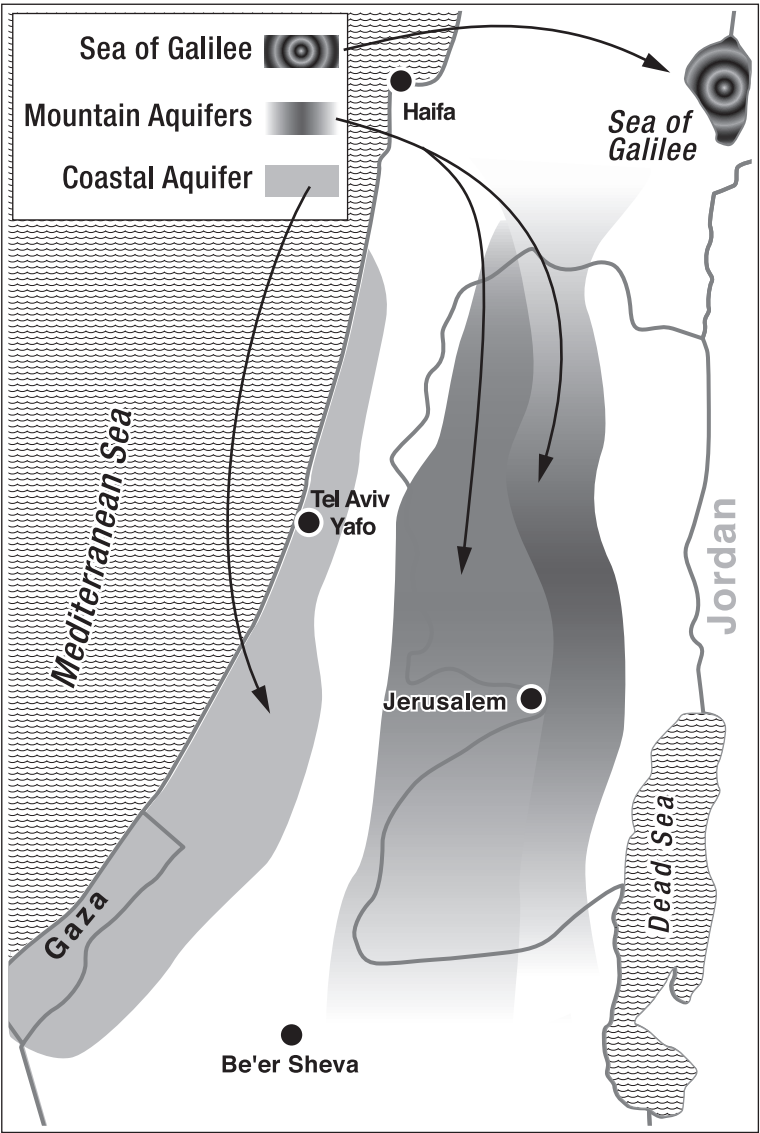 Sea of Galilee
Mountain Aquifers
Coastal Aquifer
Haifa
Sea of
Galilee
Mediterranean Sea
Tel Aviv
Yafo
Jordan
Jerusalem
Dead Sea
Gaza
Be'er Sheva